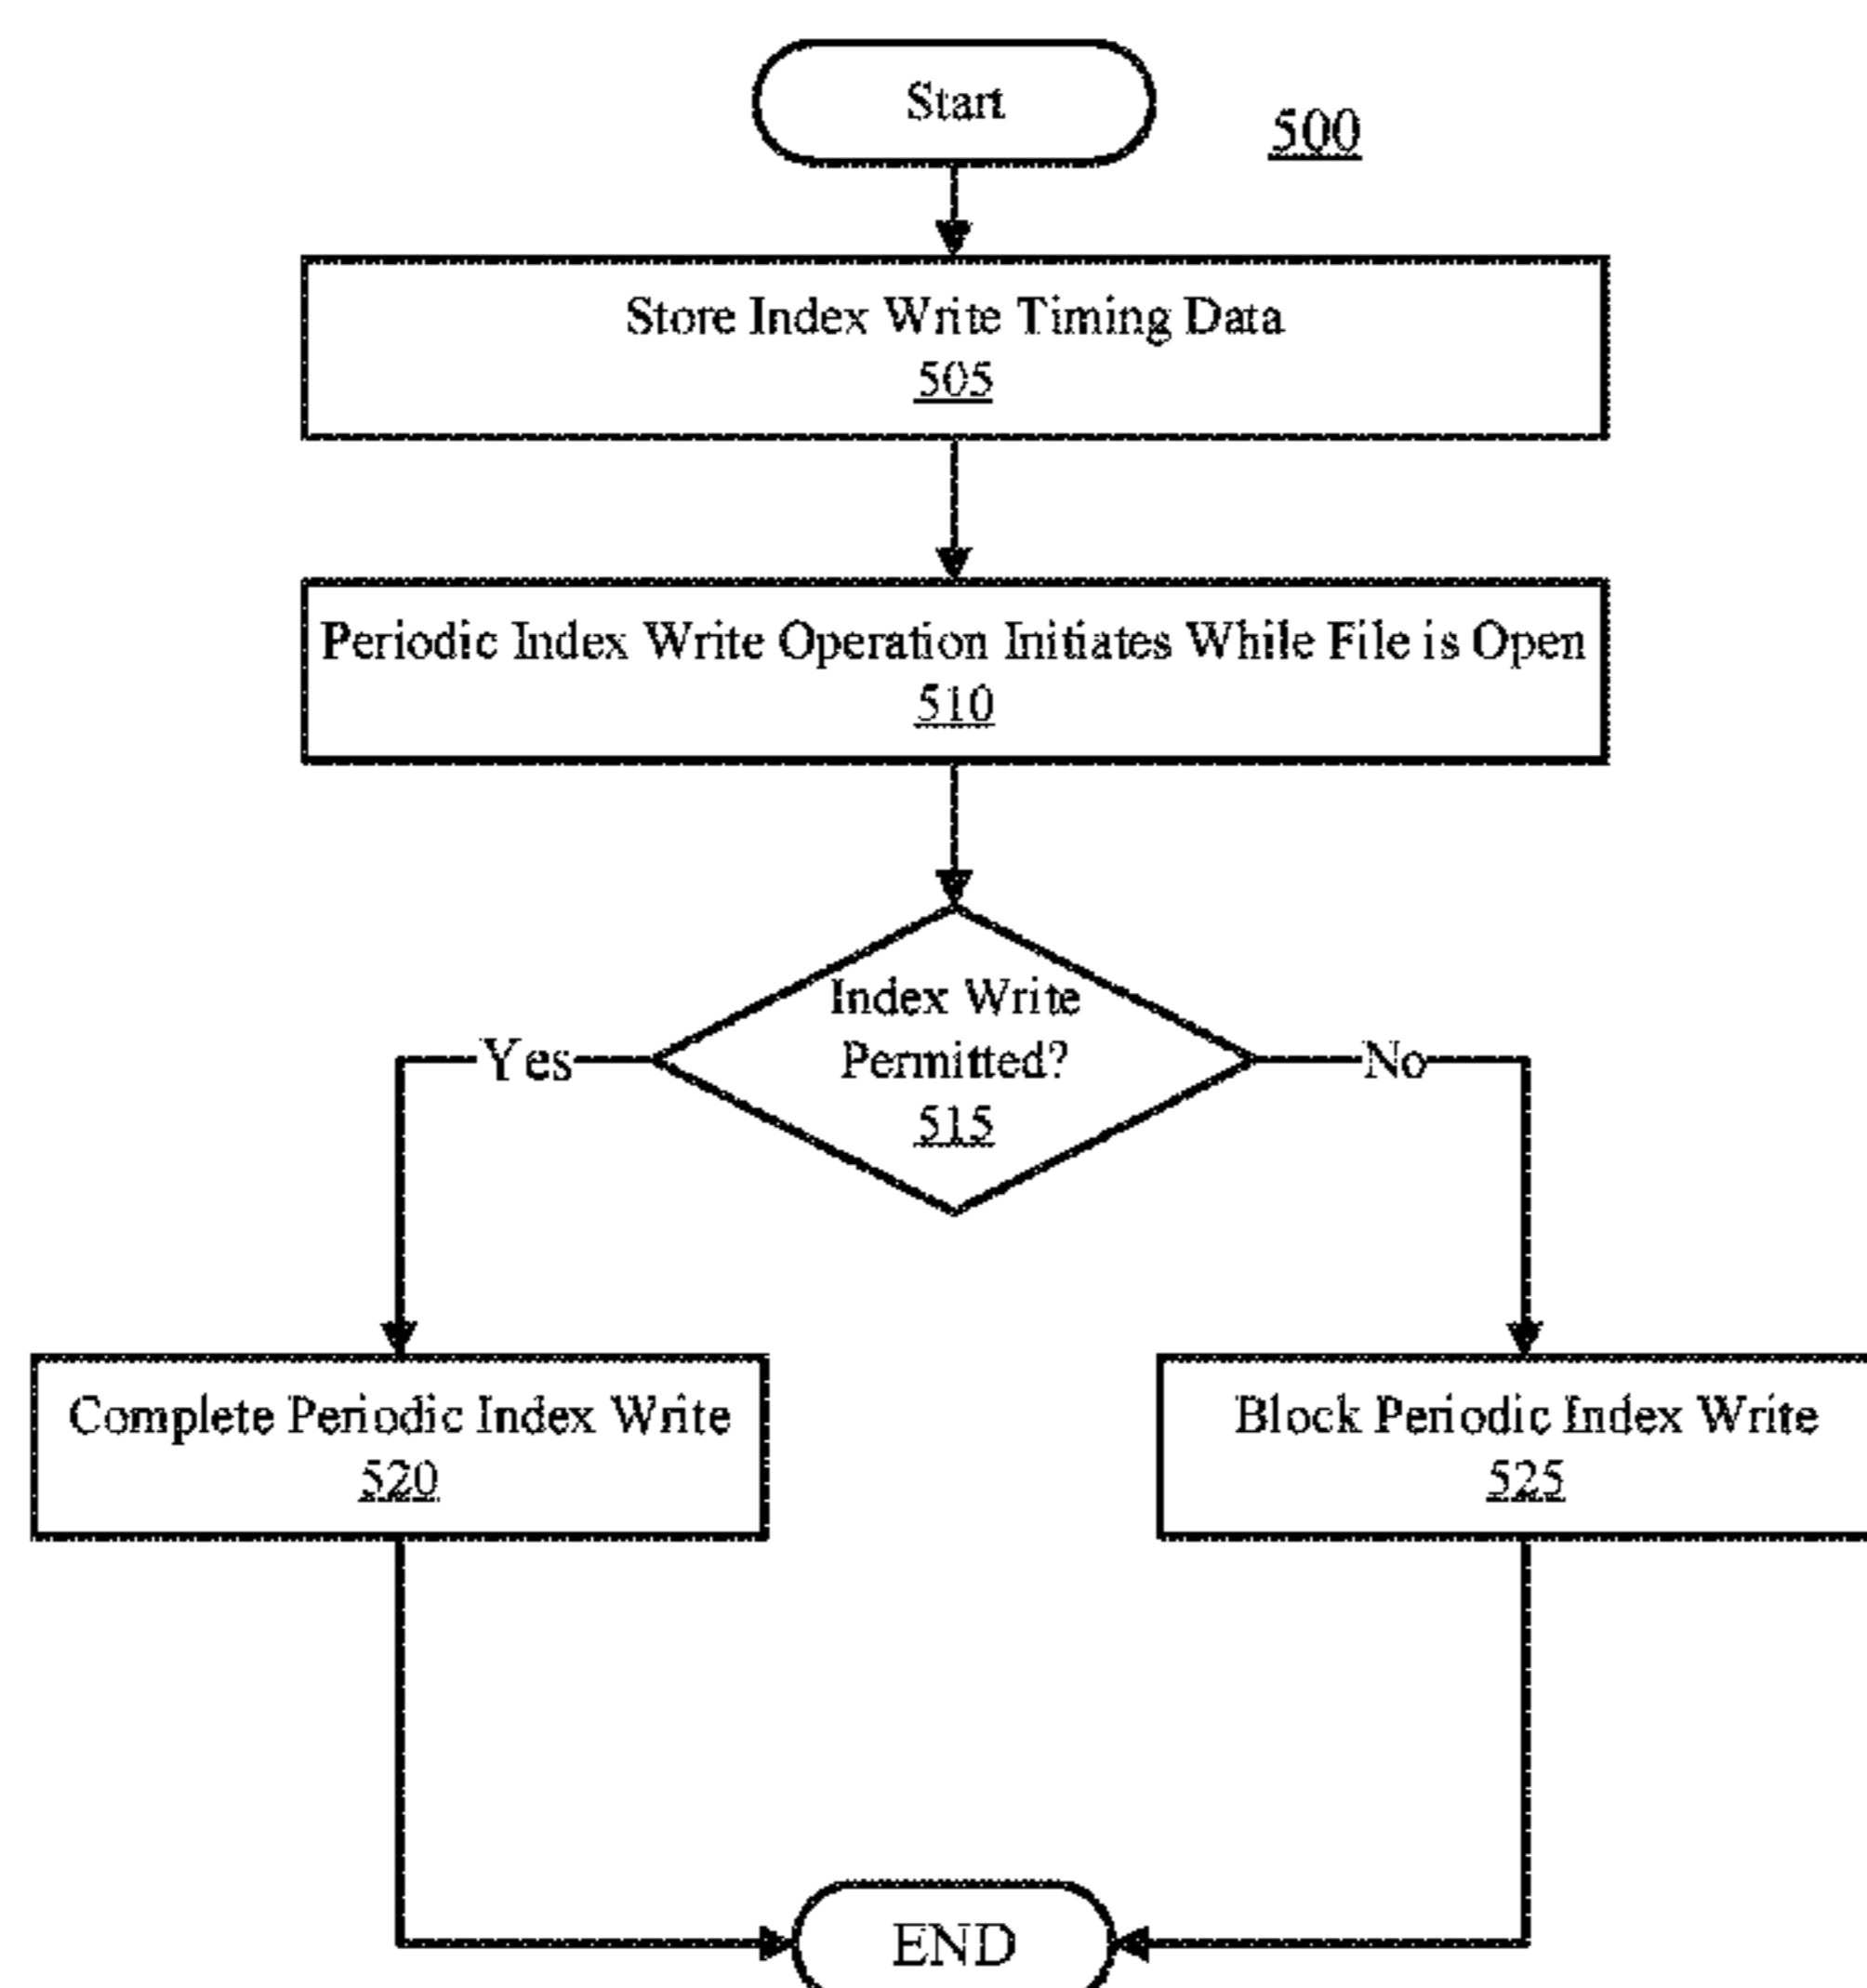 Start
500
Store Index Write Timing Data
505
Periodic Index Write Operation Initiates While File is Open
510
Index Write
Permitted?
515
Yes
No
Complete Periodic Index Write
520
Block Periodic Index Write
525
END